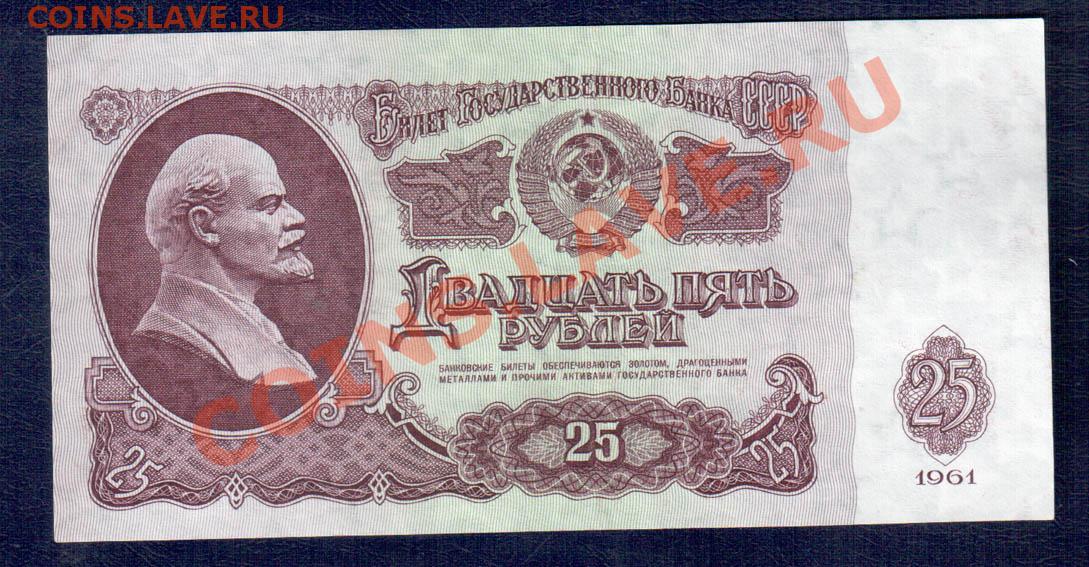 COINS.LAVE.RU
Билет Государственного Банка СССР
Двадцать пять
рублей
БАНКОВСКИЕ БИЛЕТЫ ОБЕСПЕЧИВАЮТСЯ ЗОЛОТОМ, ДРАГОЦЕННЫМИ
МЕТАЛЛАМИ И ПРОЧИМИ АКТИВАМИ ГОСУДАРСТВЕННОГО БАНКА
25
25
25
25
1961
COINS.LAVE.RU